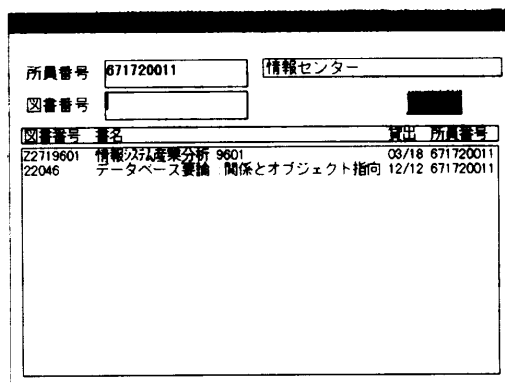 所員番号 671720011 情報センター
図書番号
図書番号 書名 貸出 所員番号
Z2719601 情報システム産業分析 9601 03/18 671720011
22046 データベース要論:関係とオブジェクト指向 12/12 671720011